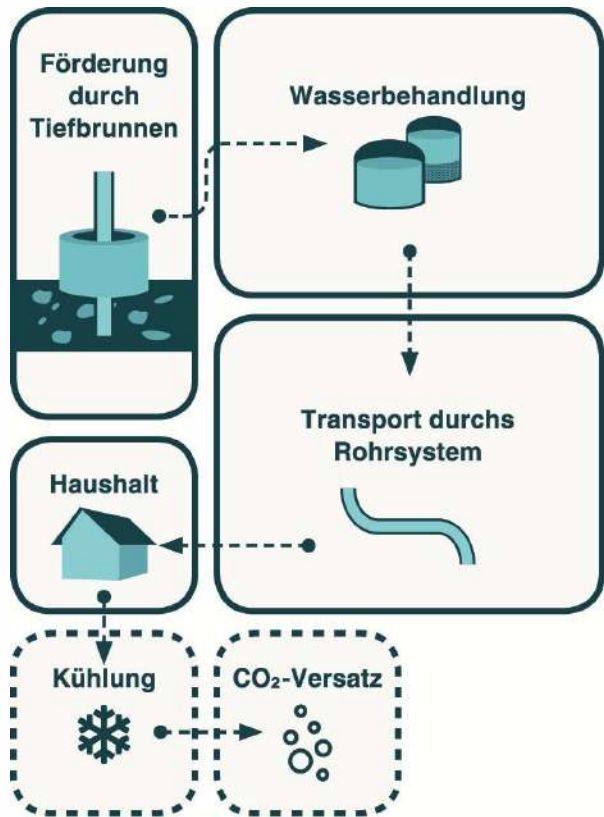 Förderung
durch
Tiefbrunnen
Wasserbehandlung
Transport durchs
Rohrsystem
Haushalt
Kühlung
CO₂-Versatz